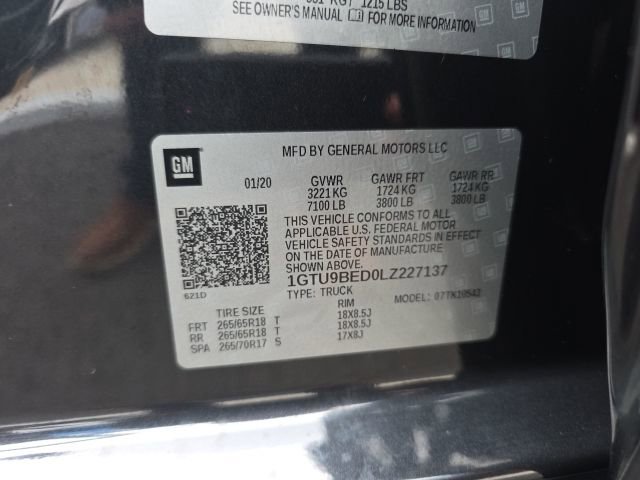 KG/ 1215 LBS
SEE OWNER'S MANUAL FOR MORE INFORMATION
GM
MFD BY GENERAL MOTORS LLC
01/20 GVWR GAWR FRT GAWR RR
3221 KG 1724 KG 1724 KG
7100 LB 3800 LB 3800 LB
THIS VEHICLE CONFORMS TO ALL
APPLICABLE U.S. FEDERAL MOTOR
VEHICLE SAFETY STANDARDS IN EFFECT
ON THE DATE OF MANUFACTURE
SHOWN ABOVE.
1GTU9BED0LZ227137
621D
TYPE: TRUCK MODEL: 07TK10543
TIRE SIZE RIM
FRT 265/65R18 T 18X8.5J
RR 265/65R18 T 18X8.5J
SPA 265/70R17 S 17X8J